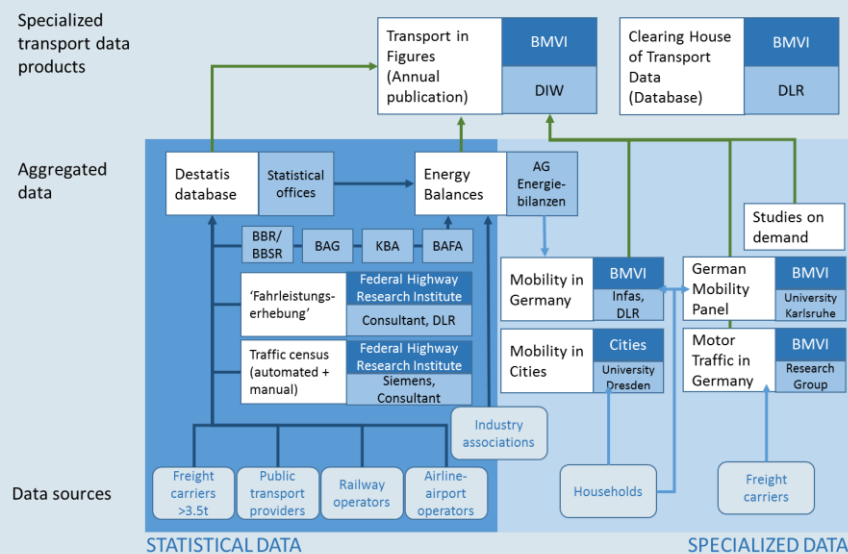 Specialized
transport data
products
Transport in
Figures
(Annual
publication)
BMVI
DIW
Clearing House
of Transport
Data
(Database)
BMVI
DLR
Aggregated
data
Destatis
database
Statistical
offices
Energy
Balances
AG
Energie-
bilanzen
Studies on
demand
BBR/
BBSR
BAG
KBA
BAFA
'Fahrleistungs-
erhebung'
Federal Highway
Research Institute
Consultant, DLR
Mobility in
Germany
BMVI
Infas,
DLR
German
Mobility
Panel
BMVI
University
Karlsruhe
Traffic census
(automated +
manual)
Federal Highway
Research Institute
Siemens,
Consultant
Mobility in
Cities
Cities
University
Dresden
Motor
Traffic in
Germany
BMVI
Research
Group
Industry
associations
Data sources
Freight
carriers
>3.5t
Public
transport
providers
Railway
operators
Airline-
airport
operators
Households
Freight
carriers
STATISTICAL DATA
SPECIALIZED DATA